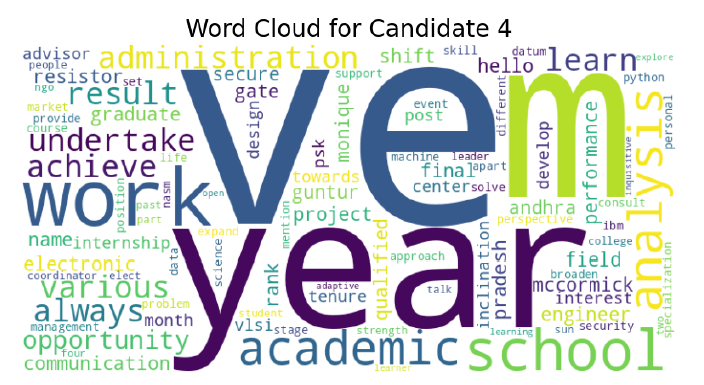 Word Cloud for Candidate 4
advisor
people
administration
shift
skill
datum
explore
resistor
ngo
set
secure
support
hello
learn
python
result
market
gate
event
different
provide
graduate
course
design
monique
post
undertake
psk
machine
leader
develop
performance
personal
achieve
life
towards
final
apart
analysis
inquisitive
vem
work
position
past
part
nasm
open
guntur
center
solve
andhra
consult
name
internship
project
mention
qualified
perspective
ibm
college
year
expand
electronic
science
data
rank
approach
inclination
pradesh
field
broaden
specialization
two
coordinator
elect
adaptive
tenure
talk
mccormick
interest
various
always
month
problem
student
vlsi
stage
strength
learning
engineer
sun
security
management
opportunity
four
communication
academic
learner
school